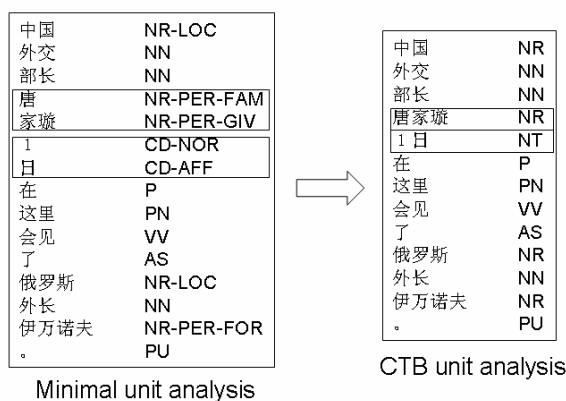 中国 NR-LOC
外交 NN
部长 NN
唐 NR-PER-FAM
家璇 NR-PER-GIV
１ CD-NOR
日 CD-AFF
在 P
这里 PN
会见 VV
了 AS
俄罗斯 NR-LOC
外长 NN
伊万诺夫 NR-PER-FOR
。 PU
Minimal unit analysis
中国 NR
外交 NN
部长 NN
唐家璇 NR
１日 NT
在 P
这里 PN
会见 VV
了 AS
俄罗斯 NR
外长 NN
伊万诺夫 NR
。 PU
CTB unit analysis